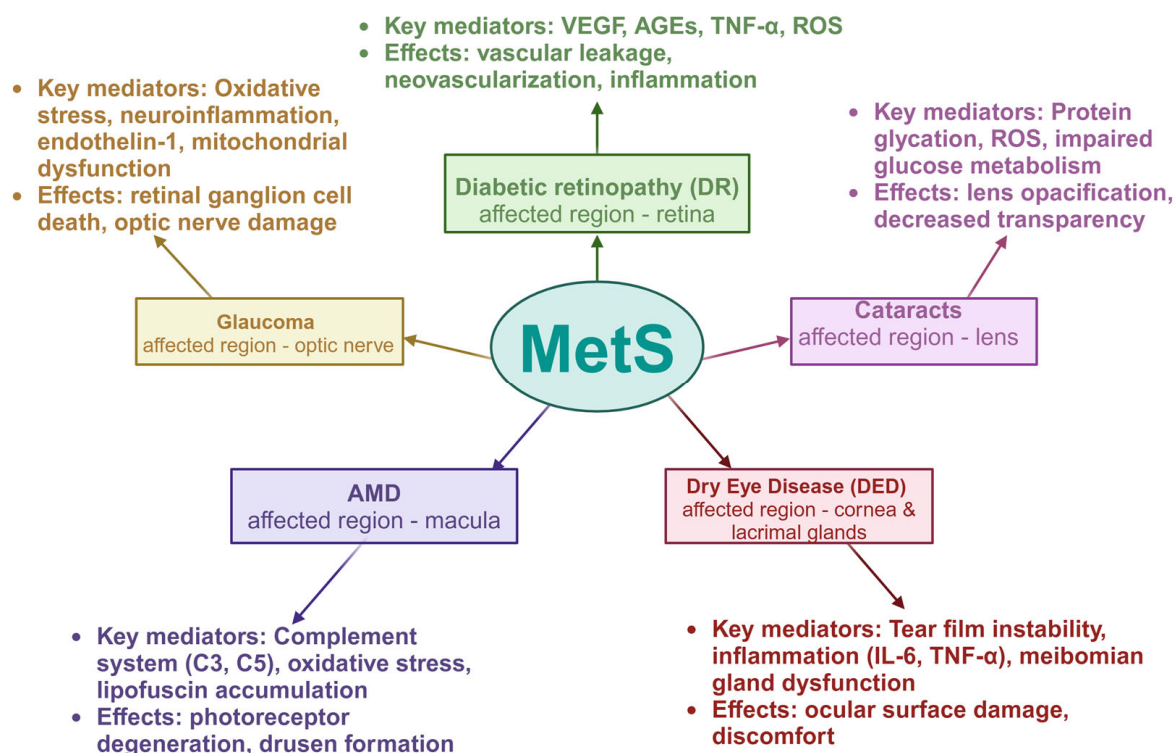 • Key mediators: VEGF, AGEs, TNF-α, ROS
• Effects: vascular leakage,
neovascularization, inflammation
• Key mediators: Oxidative
stress, neuroinflammation,
endothelin-1, mitochondrial
dysfunction
• Effects: retinal ganglion cell
death, optic nerve damage
• Key mediators: Protein
glycation, ROS, impaired
glucose metabolism
• Effects: lens opacification,
decreased transparency
Diabetic retinopathy (DR)
affected region - retina
Glaucoma
affected region - optic nerve
MetS
Cataracts
affected region - lens
AMD
affected region - macula
Dry Eye Disease (DED)
affected region - cornea &
lacrimal glands
• Key mediators: Complement
system (C3, C5), oxidative stress,
lipofuscin accumulation
• Effects: photoreceptor
degeneration, drusen formation
• Key mediators: Tear film instability,
inflammation (IL-6, TNF-α), meibomian
gland dysfunction
• Effects: ocular surface damage,
discomfort